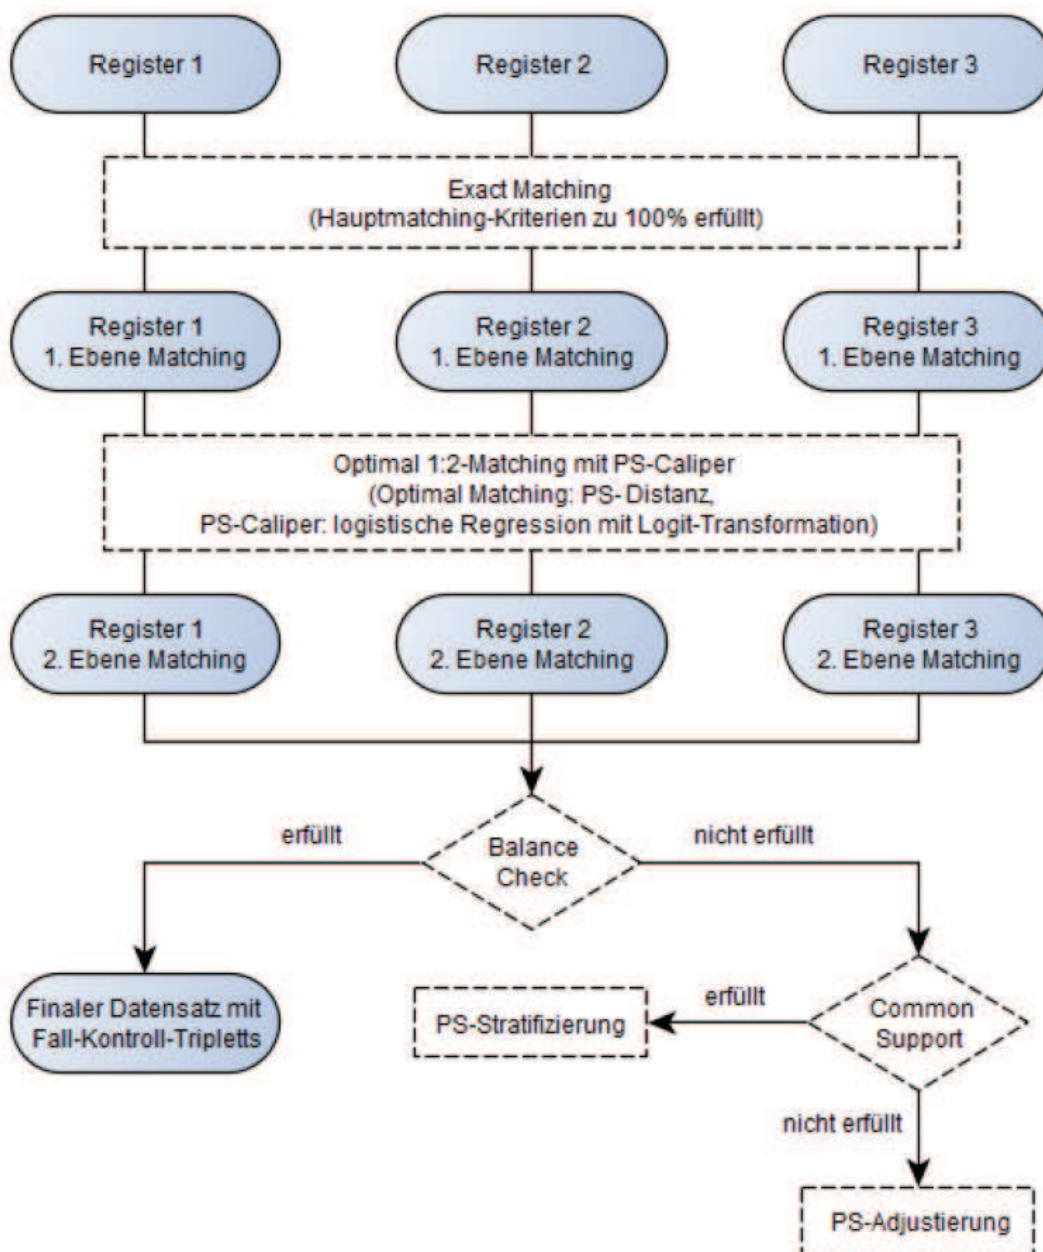 Register 1
Register 2
Register 3
Exact Matching
(Hauptmatching-Kriterien zu 100% erfüllt)
Register 1
1. Ebene Matching
Register 2
1. Ebene Matching
Register 3
1. Ebene Matching
Optimal 1:2-Matching mit PS-Caliper
(Optimal Matching: PS- Distanz,
PS-Caliper: logistische Regression mit Logit-Transformation)
Register 1
2. Ebene Matching
Register 2
2. Ebene Matching
Register 3
2. Ebene Matching
erfüllt
Balance
Check
nicht erfüllt
Finaler Datensatz mit
Fall-Kontroll-Tripletts
PS-Stratifizierung
erfüllt
Common
Support
nicht erfüllt
PS-Adjustierung